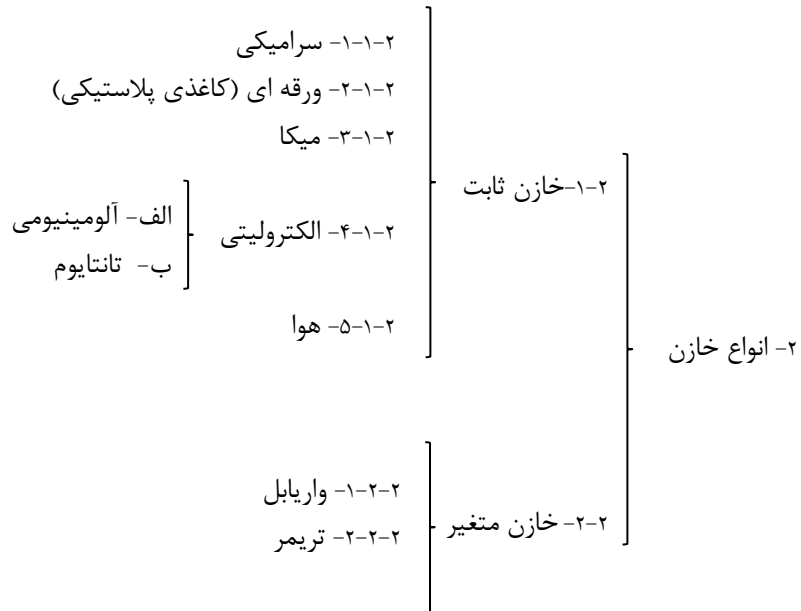 ۲- انواع خازن
۲-۱-خازن ثابت
۲-۱-۱- سرامیکی
۲-۱-۲- ورقه ای (کاغذی پلاستیکی)
۲-۱-۳- میکا
۲-۱-۴- الکترولیتی
الف- آلومینیومی
ب- تانتایوم
۲-۱-۵- هوا
۲-۲- خازن متغیر
۲-۲-۱- واریابل
۲-۲-۲- تریمر